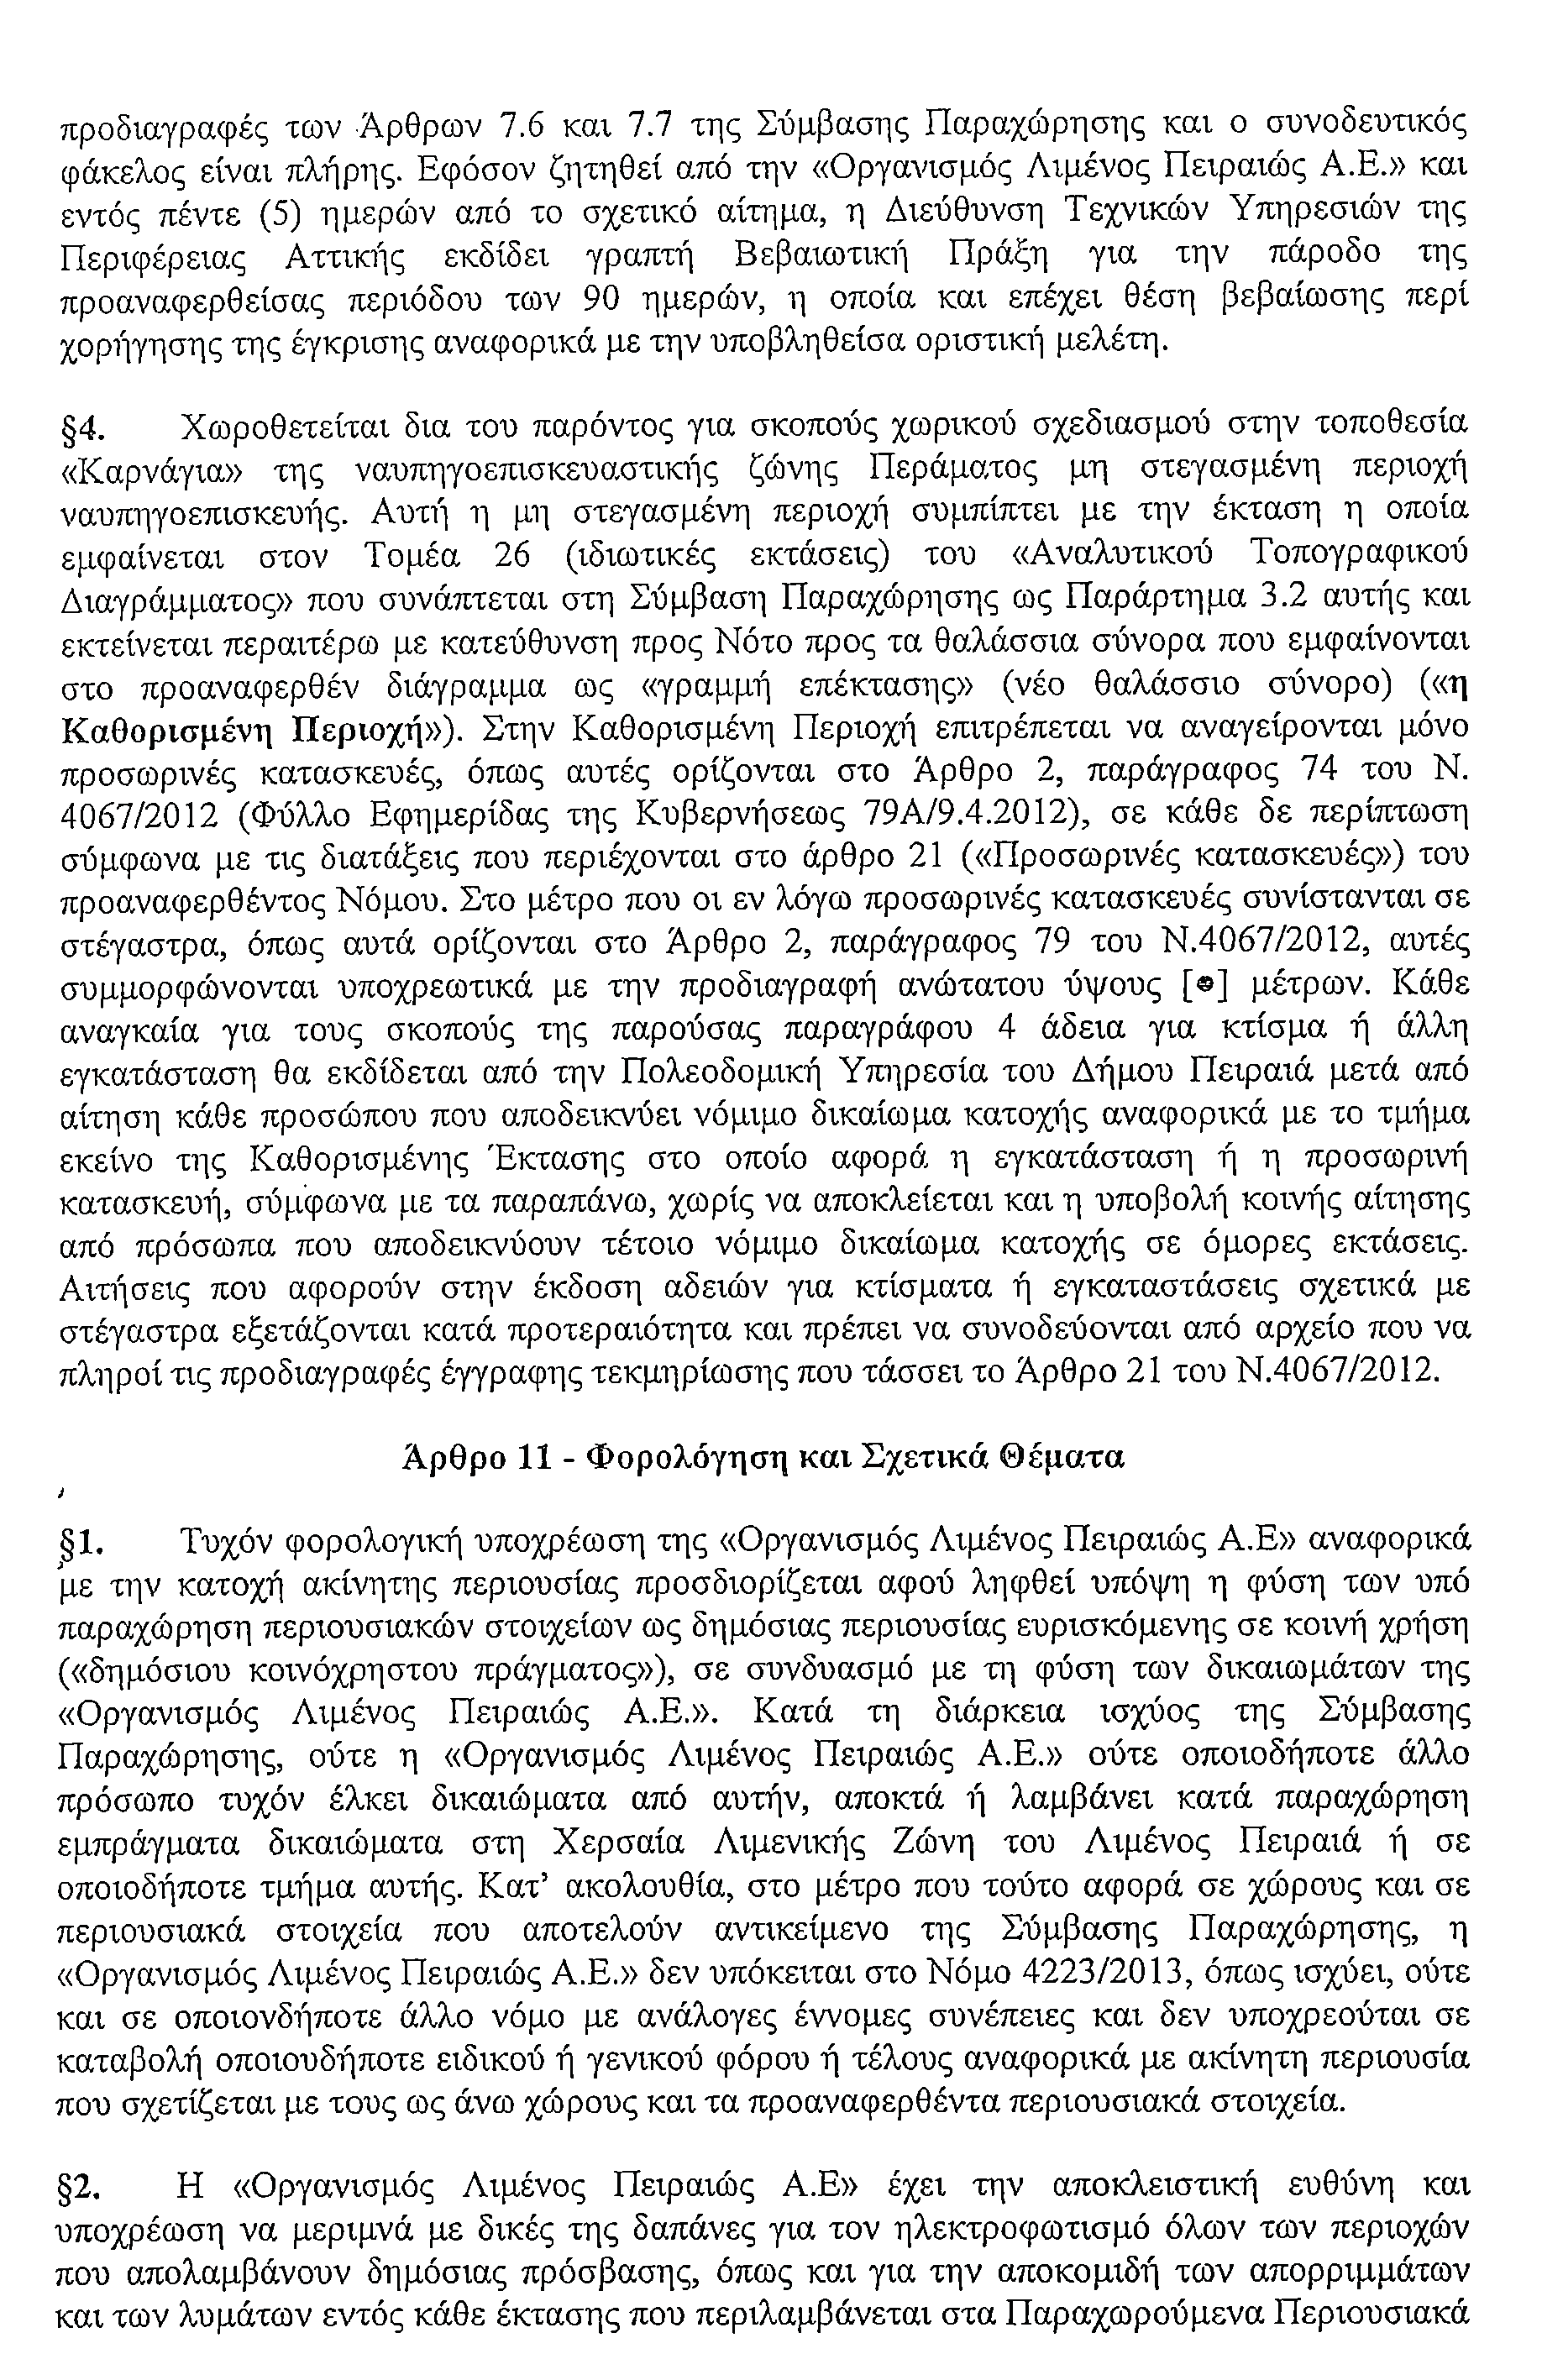 προδιαγραφές των Άρθρων 7.6 και 7.7 της Σύμβασης Παραχώρησης και ο συνοδευτικός
φάκελος είναι πλήρης. Εφόσον ζητηθεί από την «Οργανισμός Λιμένος Πειραιώς Α.Ε.» και
εντός πέντε (5) ημερών από το σχετικό αίτημα, η Διεύθυνση Τεχνικών Υπηρεσιών της
Περιφέρειας Αττικής εκδίδει γραπτή Βεβαιωτική Πράξη για την πάροδο της
προαναφερθείσας περιόδου των 90 ημερών, η οποία και επέχει θέση βεβαίωσης περί
χορήγησης της έγκρισης αναφορικά με την υποβληθείσα οριστική μελέτη.
§4. Χωροθετείται δια του παρόντος για σκοπούς χωρικού σχεδιασμού στην τοποθεσία
«Καρνάγια» της ναυπηγοεπισκευαστικής ζώνης Περάματος μη στεγασμένη περιοχή
ναυπηγοεπισκευής. Αυτή η μη στεγασμένη περιοχή συμπίπτει με την έκταση η οποία
εμφαίνεται στον Τομέα 26 (ιδιωτικές εκτάσεις) του «Αναλυτικού Τοπογραφικού
Διαγράμματος» που συνάπτεται στη Σύμβαση Παραχώρησης ως Παράρτημα 3.2 αυτής και
εκτείνεται περαιτέρω με κατεύθυνση προς Νότο προς τα θαλάσσια σύνορα που εμφαίνονται
στο προαναφερθέν διάγραμμα ως «γραμμή επέκτασης» (νέο θαλάσσιο σύνορο) («η
Καθορισμένη Περιοχή»). Στην Καθορισμένη Περιοχή επιτρέπεται να αναγείρονται μόνο
προσωρινές κατασκευές, όπως αυτές ορίζονται στο Άρθρο 2, παράγραφος 74 του Ν.
4067/2012 (Φύλλο Εφημερίδας της Κυβερνήσεως 79Α/9.4.2012), σε κάθε δε περίπτωση
σύμφωνα με τις διατάξεις που περιέχονται στο άρθρο 21 («Προσωρινές κατασκευές») του
προαναφερθέντος Νόμου. Στο μέτρο που οι εν λόγω προσωρινές κατασκευές συνίστανται σε
στέγαστρα, όπως αυτά ορίζονται στο Άρθρο 2, παράγραφος 79 του Ν.4067/2012, αυτές
συμμορφώνονται υποχρεωτικά με την προδιαγραφή ανώτατου ύψους [●] μέτρων. Κάθε
αναγκαία για τους σκοπούς της παρούσας παραγράφου 4 άδεια για κτίσμα ή άλλη
εγκατάσταση θα εκδίδεται από την Πολεοδομική Υπηρεσία του Δήμου Πειραιά μετά από
αίτηση κάθε προσώπου που αποδεικνύει νόμιμο δικαίωμα κατοχής αναφορικά με το τμήμα
εκείνο της Καθορισμένης Έκτασης στο οποίο αφορά η εγκατάσταση ή η προσωρινή
κατασκευή, σύμφωνα με τα παραπάνω, χωρίς να αποκλείεται και η υποβολή κοινής αίτησης
από πρόσωπα που αποδεικνύουν τέτοιο νόμιμο δικαίωμα κατοχής σε όμορες εκτάσεις.
Αιτήσεις που αφορούν στην έκδοση αδειών για κτίσματα ή εγκαταστάσεις σχετικά με
στέγαστρα εξετάζονται κατά προτεραιότητα και πρέπει να συνοδεύονται από αρχείο που να
πληροί τις προδιαγραφές έγγραφης τεκμηρίωσης που τάσσει το Άρθρο 21 του Ν.4067/2012.
Άρθρο 11 - Φορολόγηση και Σχετικά Θέματα
§1. Τυχόν φορολογική υποχρέωση της «Οργανισμός Λιμένος Πειραιώς Α.Ε» αναφορικά
με την κατοχή ακίνητης περιουσίας προσδιορίζεται αφού ληφθεί υπόψη η φύση των υπό
παραχώρηση περιουσιακών στοιχείων ως δημόσιας περιουσίας ευρισκόμενης σε κοινή χρήση
(«δημόσιου κοινόχρηστου πράγματος»), σε συνδυασμό με τη φύση των δικαιωμάτων της
«Οργανισμός Λιμένος Πειραιώς Α.Ε.». Κατά τη διάρκεια ισχύος της Σύμβασης
Παραχώρησης, ούτε η «Οργανισμός Λιμένος Πειραιώς Α.Ε.» ούτε οποιοδήποτε άλλο
πρόσωπο τυχόν έλκει δικαιώματα από αυτήν, αποκτά ή λαμβάνει κατά παραχώρηση
εμπράγματα δικαιώματα στη Χερσαία Λιμενικής Ζώνη του Λιμένος Πειραιά ή σε
οποιοδήποτε τμήμα αυτής. Κατ’ ακολουθία, στο μέτρο που τούτο αφορά σε χώρους και σε
περιουσιακά στοιχεία που αποτελούν αντικείμενο της Σύμβασης Παραχώρησης, η
«Οργανισμός Λιμένος Πειραιώς Α.Ε.» δεν υπόκειται στο Νόμο 4223/2013, όπως ισχύει, ούτε
και σε οποιονδήποτε άλλο νόμο με ανάλογες έννομες συνέπειες και δεν υποχρεούται σε
καταβολή οποιουδήποτε ειδικού ή γενικού φόρου ή τέλους αναφορικά με ακίνητη περιουσία
που σχετίζεται με τους ως άνω χώρους και τα προαναφερθέντα περιουσιακά στοιχεία.
§2. Η «Οργανισμός Λιμένος Πειραιώς Α.Ε» έχει την αποκλειστική ευθύνη και
υποχρέωση να μεριμνά με δικές της δαπάνες για τον ηλεκτροφωτισμό όλων των περιοχών
που απολαμβάνουν δημόσιας πρόσβασης, όπως και για την αποκομιδή των απορριμμάτων
και των λυμάτων εντός κάθε έκτασης που περιλαμβάνεται στα Παραχωρούμενα Περιουσιακά